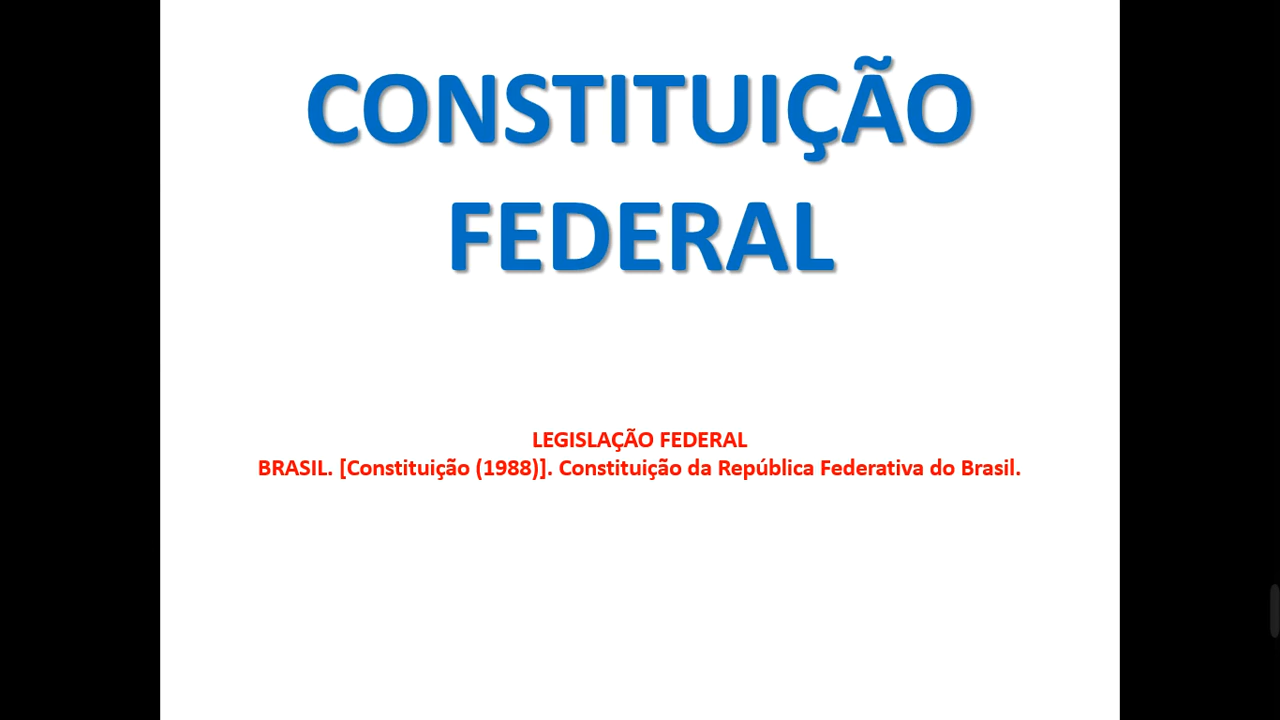 CONSTITUIÇÃO
FEDERAL
LEGISLAÇÃO FEDERAL
BRASIL. [Constituição (1988)]. Constituição da República Federativa do Brasil.